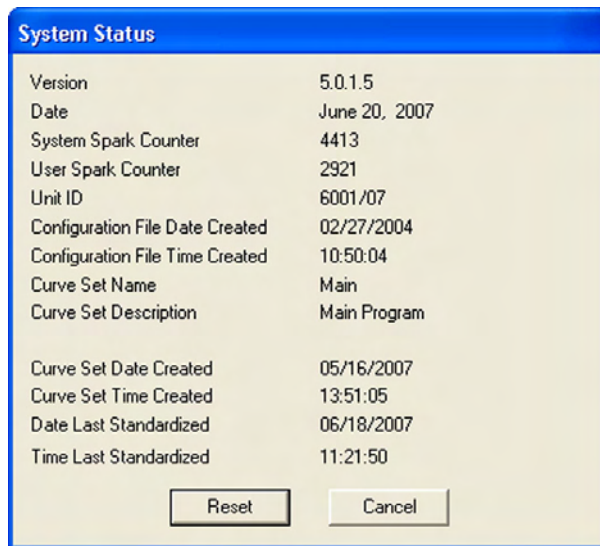 System Status
Version 5.0.1.5
Date June 20, 2007
System Spark Counter 4413
User Spark Counter 2921
Unit ID 6001/07
Configuration File Date Created 02/27/2004
Configuration File Time Created 10:50:04
Curve Set Name Main
Curve Set Description Main Program
Curve Set Date Created 05/16/2007
Curve Set Time Created 13:51:05
Date Last Standardized 06/18/2007
Time Last Standardized 11:21:50
Reset Cancel